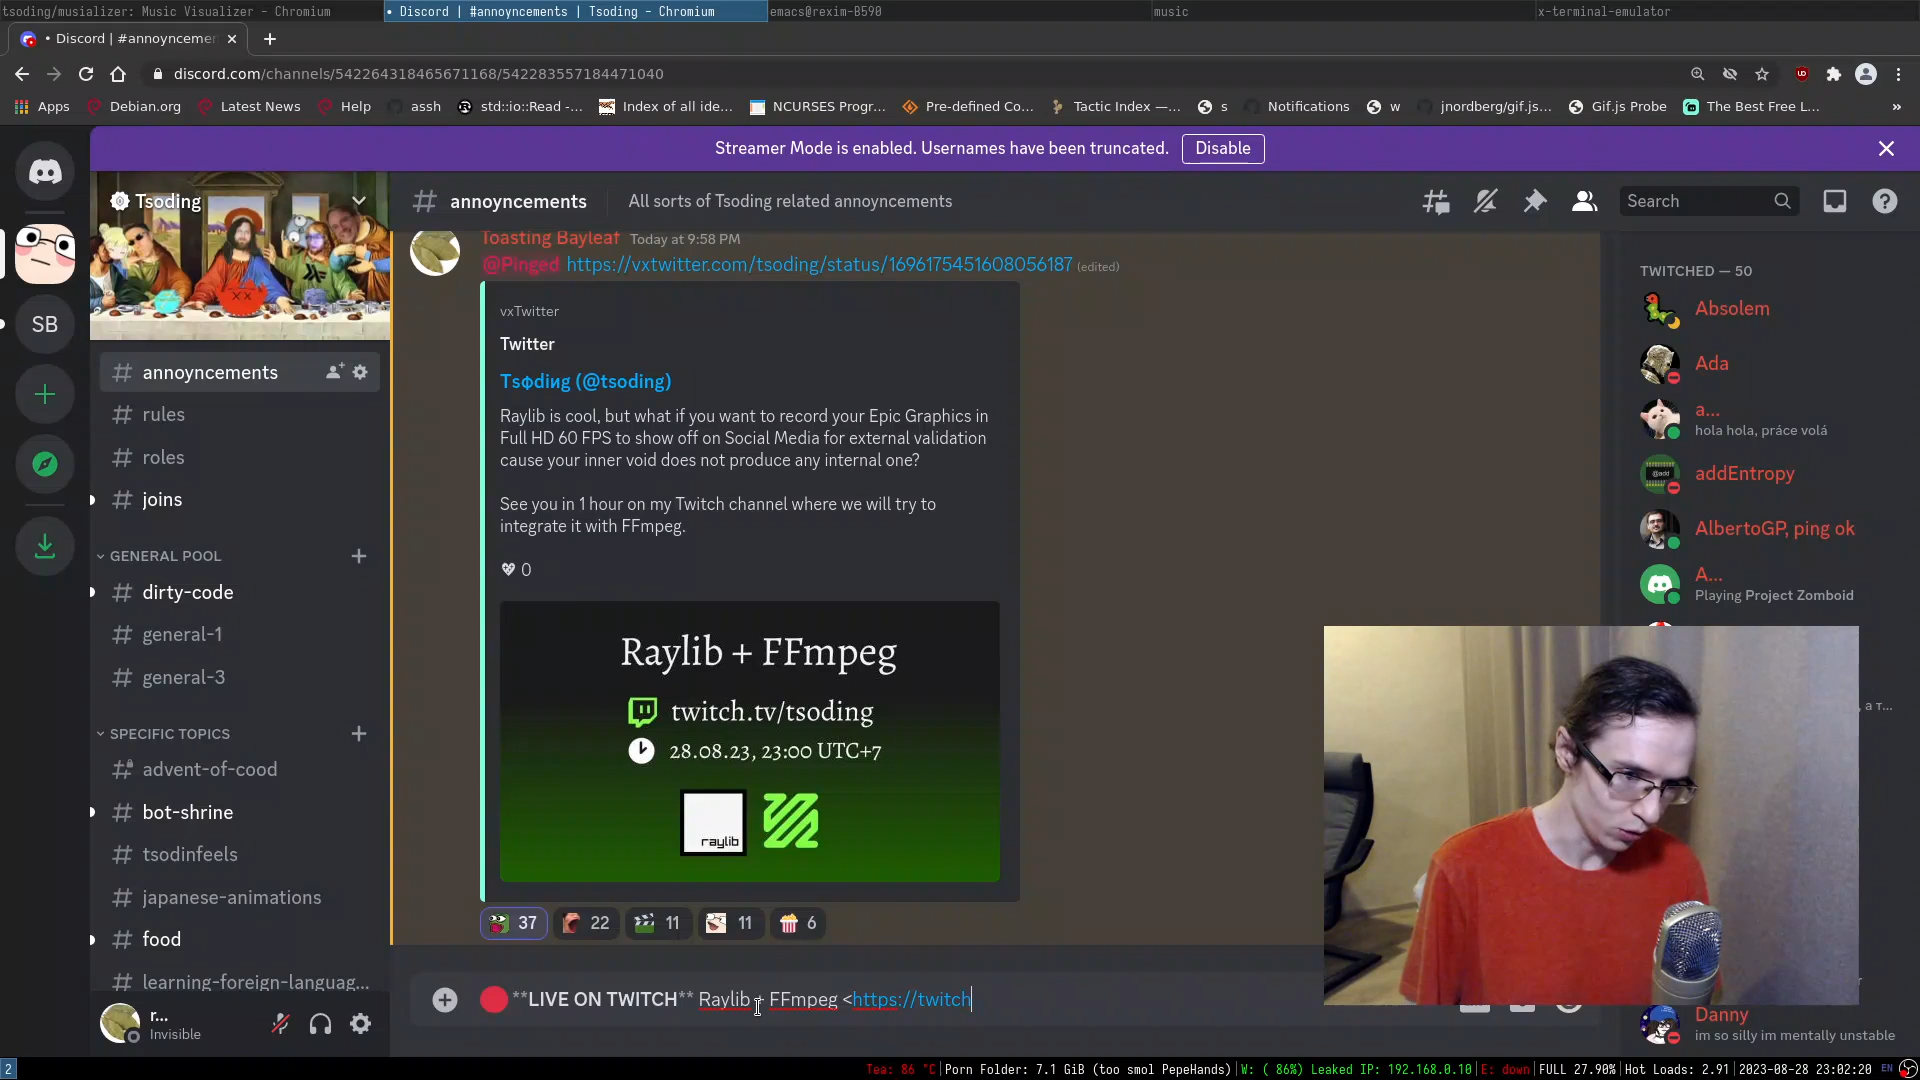 tsoding/musializer: Music Visualizer - Chromium
• Discord | #annoyncements | Tsoding - Chromium
emacs@rexim-B590
music
x-terminal-emulator
• Discord | #annoyncemen
discord.com/channels/542264318465671168/542283557184471040
Apps
Debian.org
Latest News
Help
assh
std::io::Read -...
Index of all ide...
NCURSES Progr...
Pre-defined Co...
Tactic Index —...
s
Notifications
w
jnordberg/gif.js...
Gif.js Probe
The Best Free L...
»
Streamer Mode is enabled. Usernames have been truncated.
Disable
Tsoding
annoyncements
All sorts of Tsoding related annoyncements
Search
SB
annoyncements
rules
roles
joins
GENERAL POOL
dirty-code
general-1
general-3
SPECIFIC TOPICS
advent-of-cood
bot-shrine
tsodinfeels
japanese-animations
food
learning-foreign-languag...
r...
Invisible
Toasting Bayleaf Today at 9:58 PM
@Pinged https://vxtwitter.com/tsoding/status/1696175451608056187 (edited)
vxTwitter
Twitter
Tsфdiиg (@tsoding)
Raylib is cool, but what if you want to record your Epic Graphics in
Full HD 60 FPS to show off on Social Media for external validation
cause your inner void does not produce any internal one?
See you in 1 hour on my Twitch channel where we will try to
integrate it with FFmpeg.
💖 0
Raylib + FFmpeg
twitch.tv/tsoding
28.08.23, 23:00 UTC+7
raylib
37
22
11
11
6
🔴 **LIVE ON TWITCH** Raylib + FFmpeg <https://twitch
TWITCHED — 50
Absolem
Ada
a...
hola hola, práce volá
addEntropy
AlbertoGP, ping ok
A...
Playing Project Zomboid
, а т...
Danny
im so silly im mentally unstable
2
Tea: 86 °C|Porn Folder: 7.1 GiB (too smol PepeHands)|W: ( 86%) Leaked IP: 192.168.0.10|E: down|FULL 27.90%|Hot Loads: 2.91|2023-08-28 23:02:20 EN